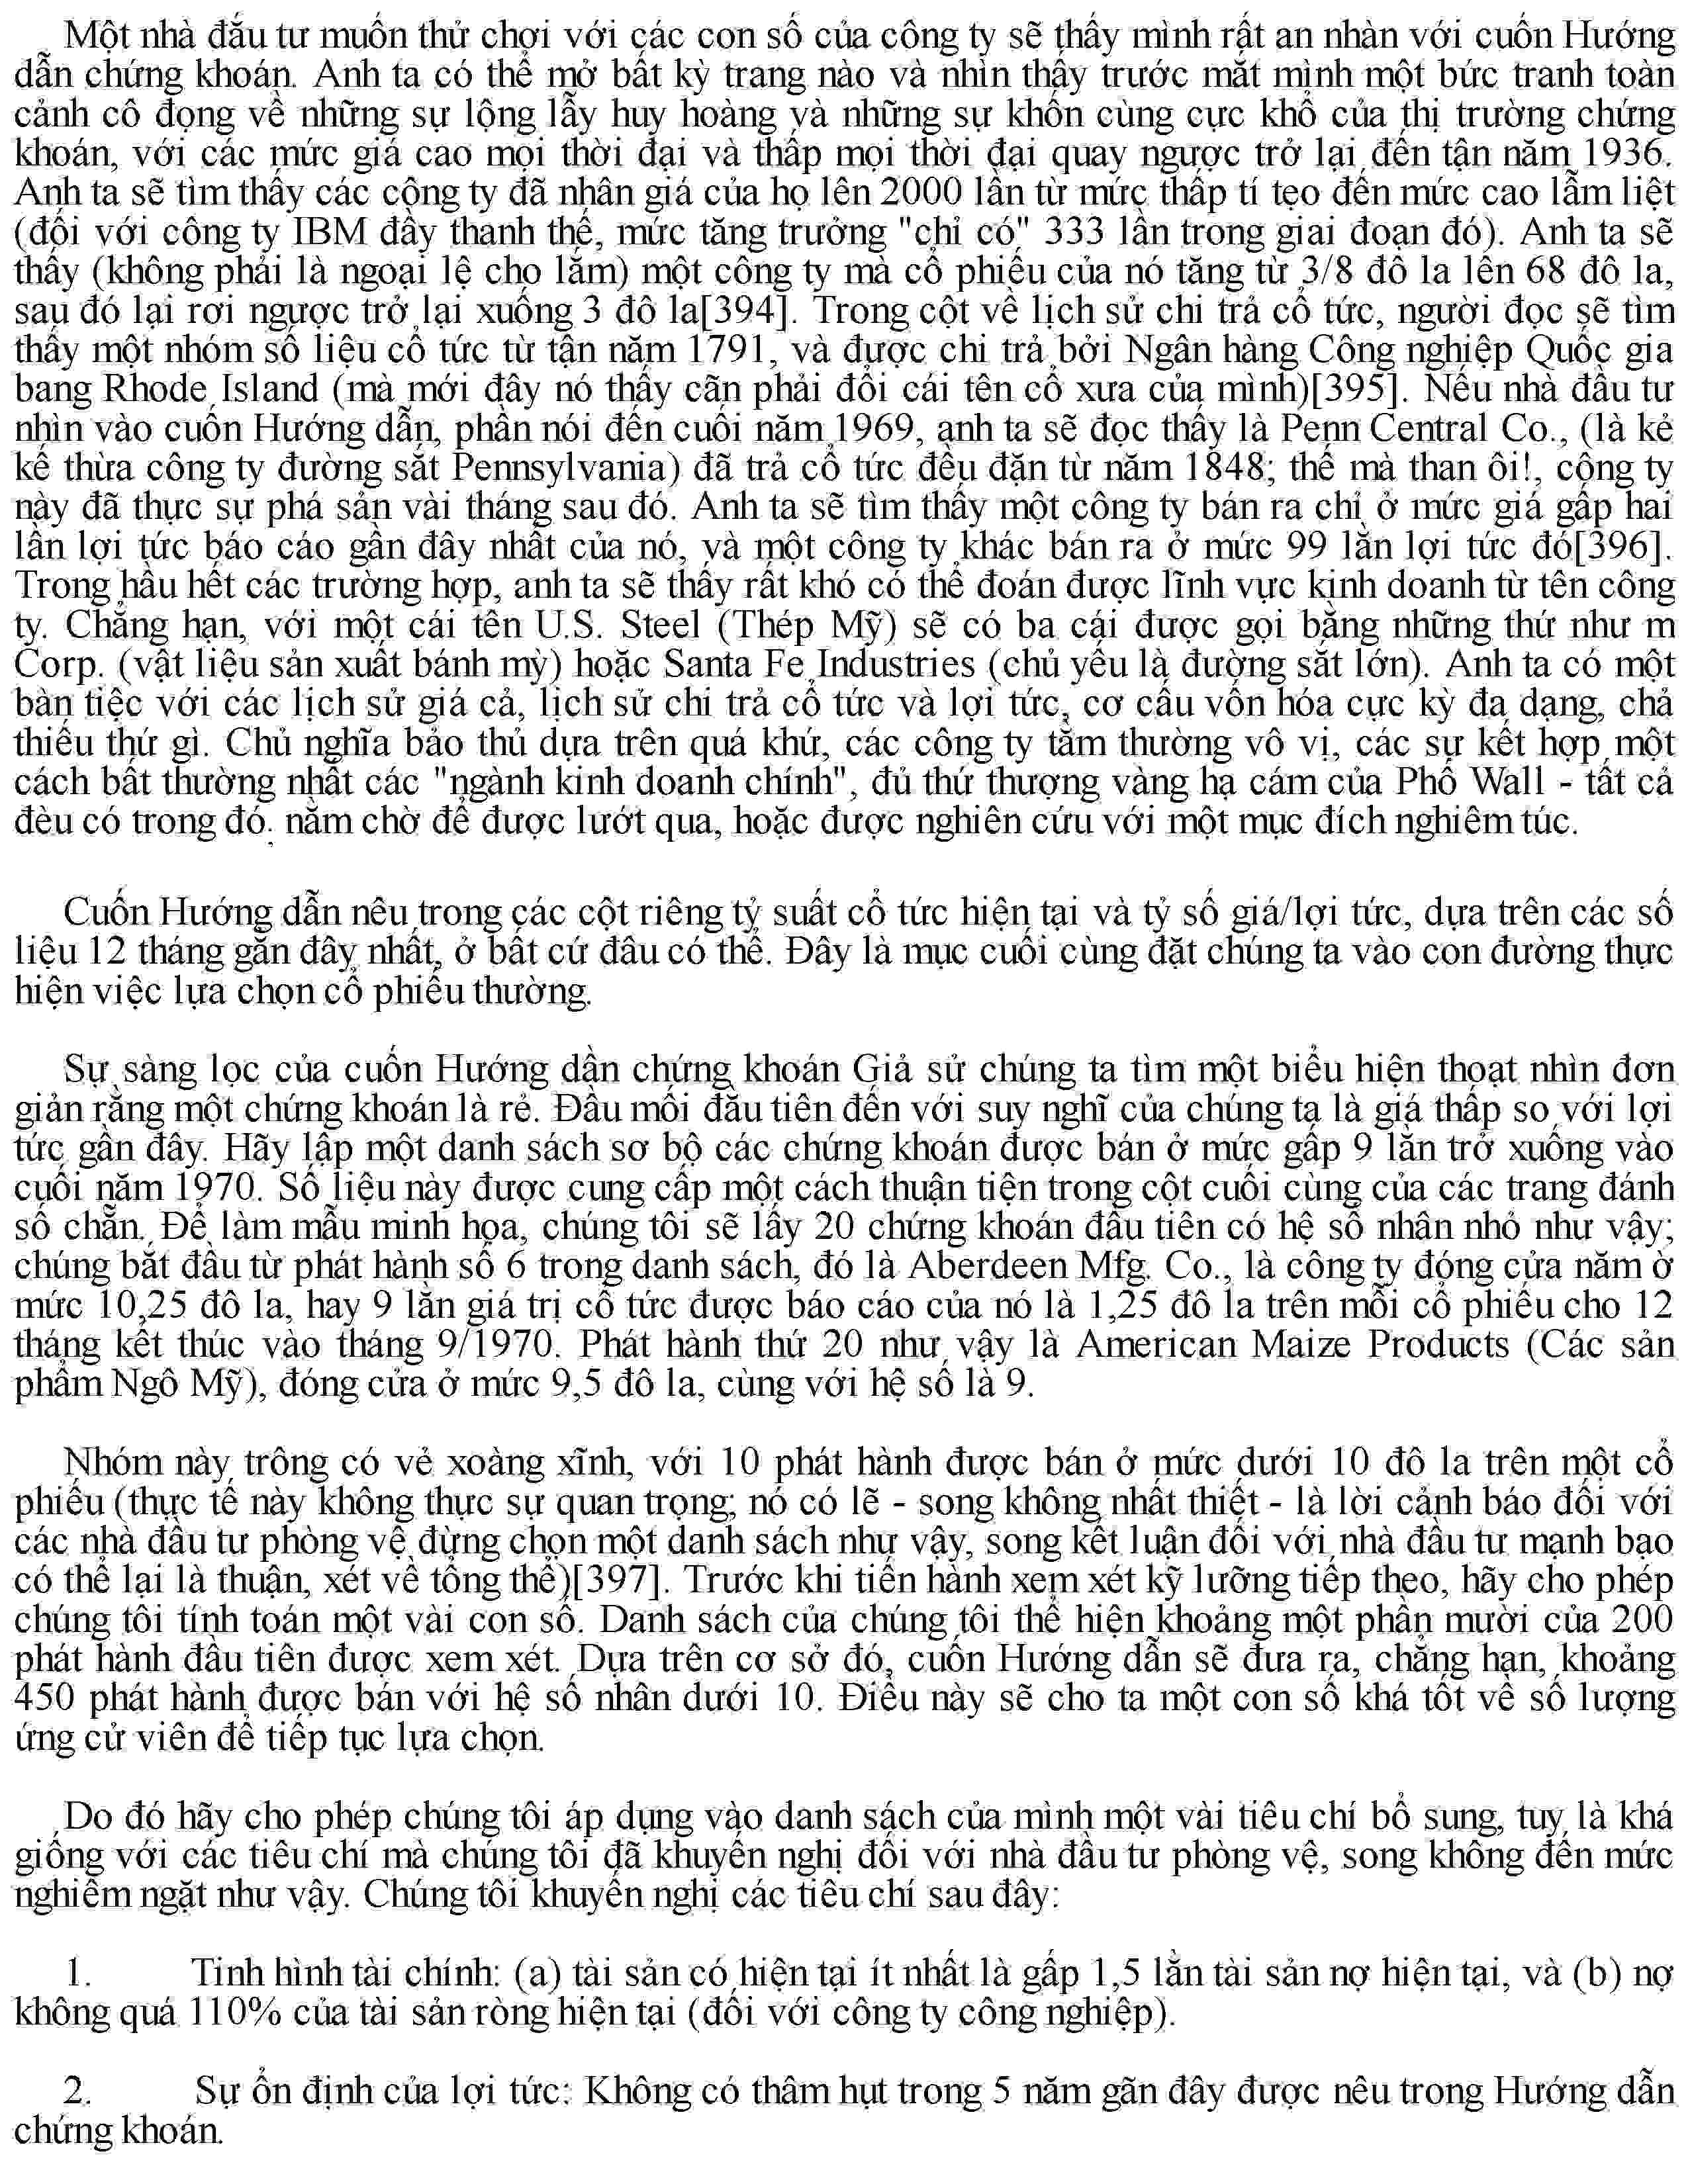 Một nhà đầu tư muốn thử chơi với các con số của công ty sẽ thấy mình rất an nhàn với cuốn Hướng
dẫn chứng khoán. Anh ta có thể mở bất kỳ trang nào và nhìn thấy trước mắt mình một bức tranh toàn
cảnh cô đọng về những sự lộng lẫy huy hoàng và những sự khốn cùng cực khổ của thị trường chứng
khoán, với các mức giá cao mọi thời đại và thấp mọi thời đại quay ngược trở lại đến tận năm 1936.
Anh ta sẽ tìm thấy các công ty đã nhân giá của họ lên 2000 lần từ mức thấp tí tẹo đến mức cao lẫm liệt
(đối với công ty IBM đầy thanh thế, mức tăng trưởng "chỉ có" 333 lần trong giai đoạn đó). Anh ta sẽ
thấy (không phải là ngoại lệ cho lắm) một công ty mà cổ phiếu của nó tăng từ 3/8 đô la lên 68 đô la,
sau đó lại rơi ngược trở lại xuống 3 đô la[394]. Trong cột về lịch sử chi trả cổ tức, người đọc sẽ tìm
thấy một nhóm số liệu cổ tức từ tận năm 1791, và được chi trả bởi Ngân hàng Công nghiệp Quốc gia
bang Rhode Island (mà mới đây nó thấy cần phải đổi cái tên cổ xưa của mình)[395]. Nếu nhà đầu tư
nhìn vào cuốn Hướng dẫn, phần nói đến cuối năm 1969, anh ta sẽ đọc thấy là Penn Central Co., (là kẻ
kế thừa công ty đường sắt Pennsylvania) đã trả cổ tức đều đặn từ năm 1848; thế mà than ôi!, công ty
này đã thực sự phá sản vài tháng sau đó. Anh ta sẽ tìm thấy một công ty bán ra chỉ ở mức giá gấp hai
lần lợi tức báo cáo gần đây nhất của nó, và một công ty khác bán ra ở mức 99 lần lợi tức đó[396].
Trong hầu hết các trường hợp, anh ta sẽ thấy rất khó có thể đoán được lĩnh vực kinh doanh từ tên công
ty. Chẳng hạn, với một cái tên U.S. Steel (Thép Mỹ) sẽ có ba cái được gọi bằng những thứ như m
Corp. (vật liệu sản xuất bánh mỳ) hoặc Santa Fe Industries (chủ yếu là đường sắt lớn). Anh ta có một
bàn tiệc với các lịch sử giá cả, lịch sử chi trả cổ tức và lợi tức, cơ cấu vốn hóa cực kỳ đa dạng, chả
thiếu thứ gì. Chủ nghĩa bảo thủ dựa trên quá khứ, các công ty tầm thường vô vị, các sự kết hợp một
cách bất thường nhất các "ngành kinh doanh chính", đủ thứ thượng vàng hạ cám của Phố Wall - tất cả
đều có trong đó. nằm chờ để được lướt qua, hoặc được nghiên cứu với một mục đích nghiêm túc.
Cuốn Hướng dẫn nêu trong các cột riêng tỷ suất cổ tức hiện tại và tỷ số giá/lợi tức, dựa trên các số
liệu 12 tháng gần đây nhất, ở bất cứ đâu có thể. Đây là mục cuối cùng đặt chúng ta vào con đường thực
hiện việc lựa chọn cổ phiếu thường.
Sự sàng lọc của cuốn Hướng dẫn chứng khoán Giả sử chúng ta tìm một biểu hiện thoạt nhìn đơn
giản rằng một chứng khoán là rẻ. Đầu mối đầu tiên đến với suy nghĩ của chúng ta là giá thấp so với lợi
tức gần đây. Hãy lập một danh sách sơ bộ các chứng khoán được bán ở mức gấp 9 lần trở xuống vào
cuối năm 1970. Số liệu này được cung cấp một cách thuận tiện trong cột cuối cùng của các trang đánh
số chẵn. Để làm mẫu minh họa, chúng tôi sẽ lấy 20 chứng khoán đầu tiên có hệ số nhân nhỏ như vậy;
chúng bắt đầu từ phát hành số 6 trong danh sách, đó là Aberdeen Mfg. Co., là công ty đóng cửa năm ở
mức 10,25 đô la, hay 9 lần giá trị cổ tức được báo cáo của nó là 1,25 đô la trên mỗi cổ phiếu cho 12
tháng kết thúc vào tháng 9/1970. Phát hành thứ 20 như vậy là American Maize Products (Các sản
phẩm Ngô Mỹ), đóng cửa ở mức 9,5 đô la, cùng với hệ số là 9.
Nhóm này trông có vẻ xoàng xĩnh, với 10 phát hành được bán ở mức dưới 10 đô la trên một cổ
phiếu (thực tế này không thực sự quan trọng; nó có lẽ - song không nhất thiết - là lời cảnh báo đối với
các nhà đầu tư phòng vệ đừng chọn một danh sách như vậy, song kết luận đối với nhà đầu tư mạnh bạo
có thể lại là thuận, xét về tổng thể)[397]. Trước khi tiến hành xem xét kỹ lưỡng tiếp theo, hãy cho phép
chúng tôi tính toán một vài con số. Danh sách của chúng tôi thể hiện khoảng một phần mười của 200
phát hành đầu tiên được xem xét. Dựa trên cơ sở đó, cuốn Hướng dẫn sẽ đưa ra, chẳng hạn, khoảng
450 phát hành được bán với hệ số nhân dưới 10. Điều này sẽ cho ta một con số khá tốt về số lượng
ứng cử viên để tiếp tục lựa chọn.
Do đó hãy cho phép chúng tôi áp dụng vào danh sách của mình một vài tiêu chí bổ sung, tuy là khá
giống với các tiêu chí mà chúng tôi đã khuyến nghị đối với nhà đầu tư phòng vệ, song không đến mức
nghiêm ngặt như vậy. Chúng tôi khuyến nghị các tiêu chí sau đây:
1. Tình hình tài chính: (a) tài sản có hiện tại ít nhất là gấp 1,5 lần tài sản nợ hiện tại, và (b) nợ
không quá 110% của tài sản ròng hiện tại (đối với công ty công nghiệp).
2. Sự ổn định của lợi tức: Không có thâm hụt trong 5 năm gần đây được nêu trong Hướng dẫn
chứng khoán.